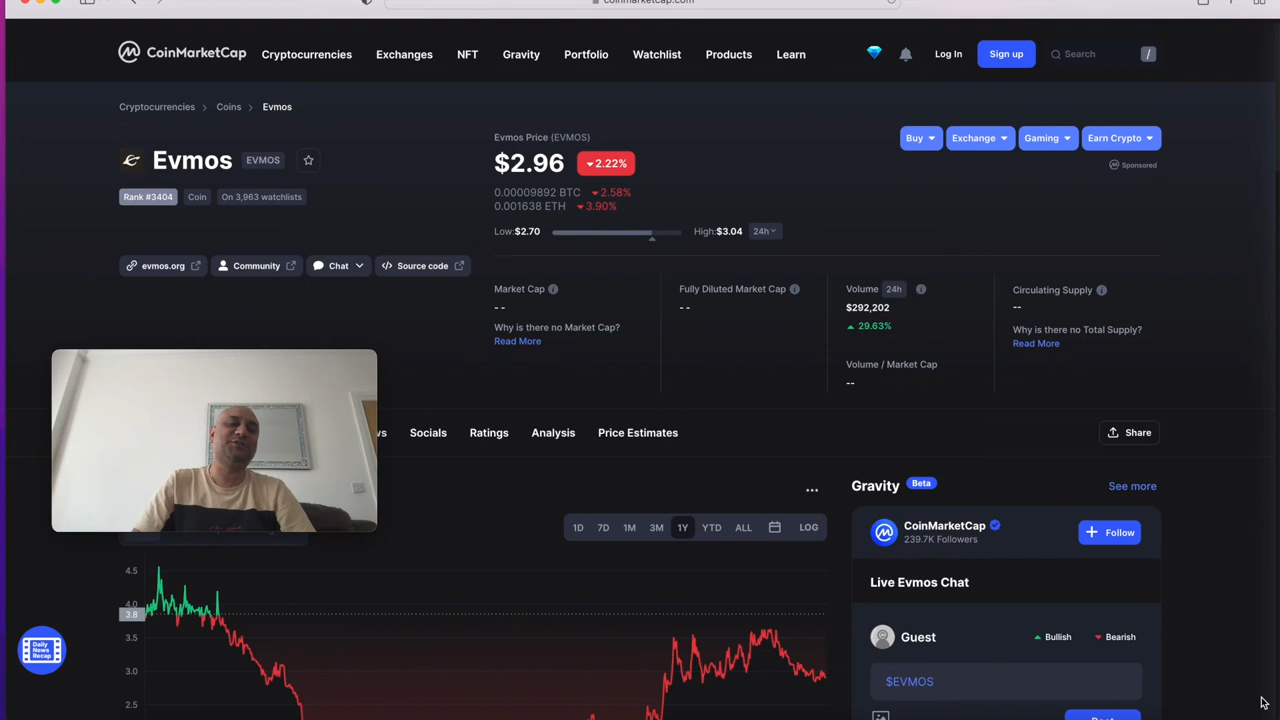 coinmarketcap.com
CoinMarketCap Cryptocurrencies Exchanges NFT Gravity Portfolio Watchlist Products Learn Log In Sign up Search /
Cryptocurrencies > Coins > Evmos
Evmos EVMOS
Rank #3404 Coin On 3,963 watchlists
evmos.org Community Chat Source code
Evmos Price (EVMOS)
$2.96 2.22%
0.00009892 BTC 2.58%
0.001638 ETH 3.90%
Low: $2.70 High: $3.04 24h
Buy Exchange Gaming Earn Crypto
Sponsored
Market Cap
- -
Why is there no Market Cap?
Read More
Fully Diluted Market Cap
- -
Volume 24h
$292,202
29.63%
Volume / Market Cap
--
Circulating Supply
--
Why is there no Total Supply?
Read More
Socials Ratings Analysis Price Estimates
Share
1D 7D 1M 3M 1Y YTD ALL LOG
4.5
3.8
3.5
3.0
2.5
Daily
News
Recap
Gravity Beta See more
CoinMarketCap
239.7K Followers
+ Follow
Live Evmos Chat
Guest Bullish Bearish
$EVMOS